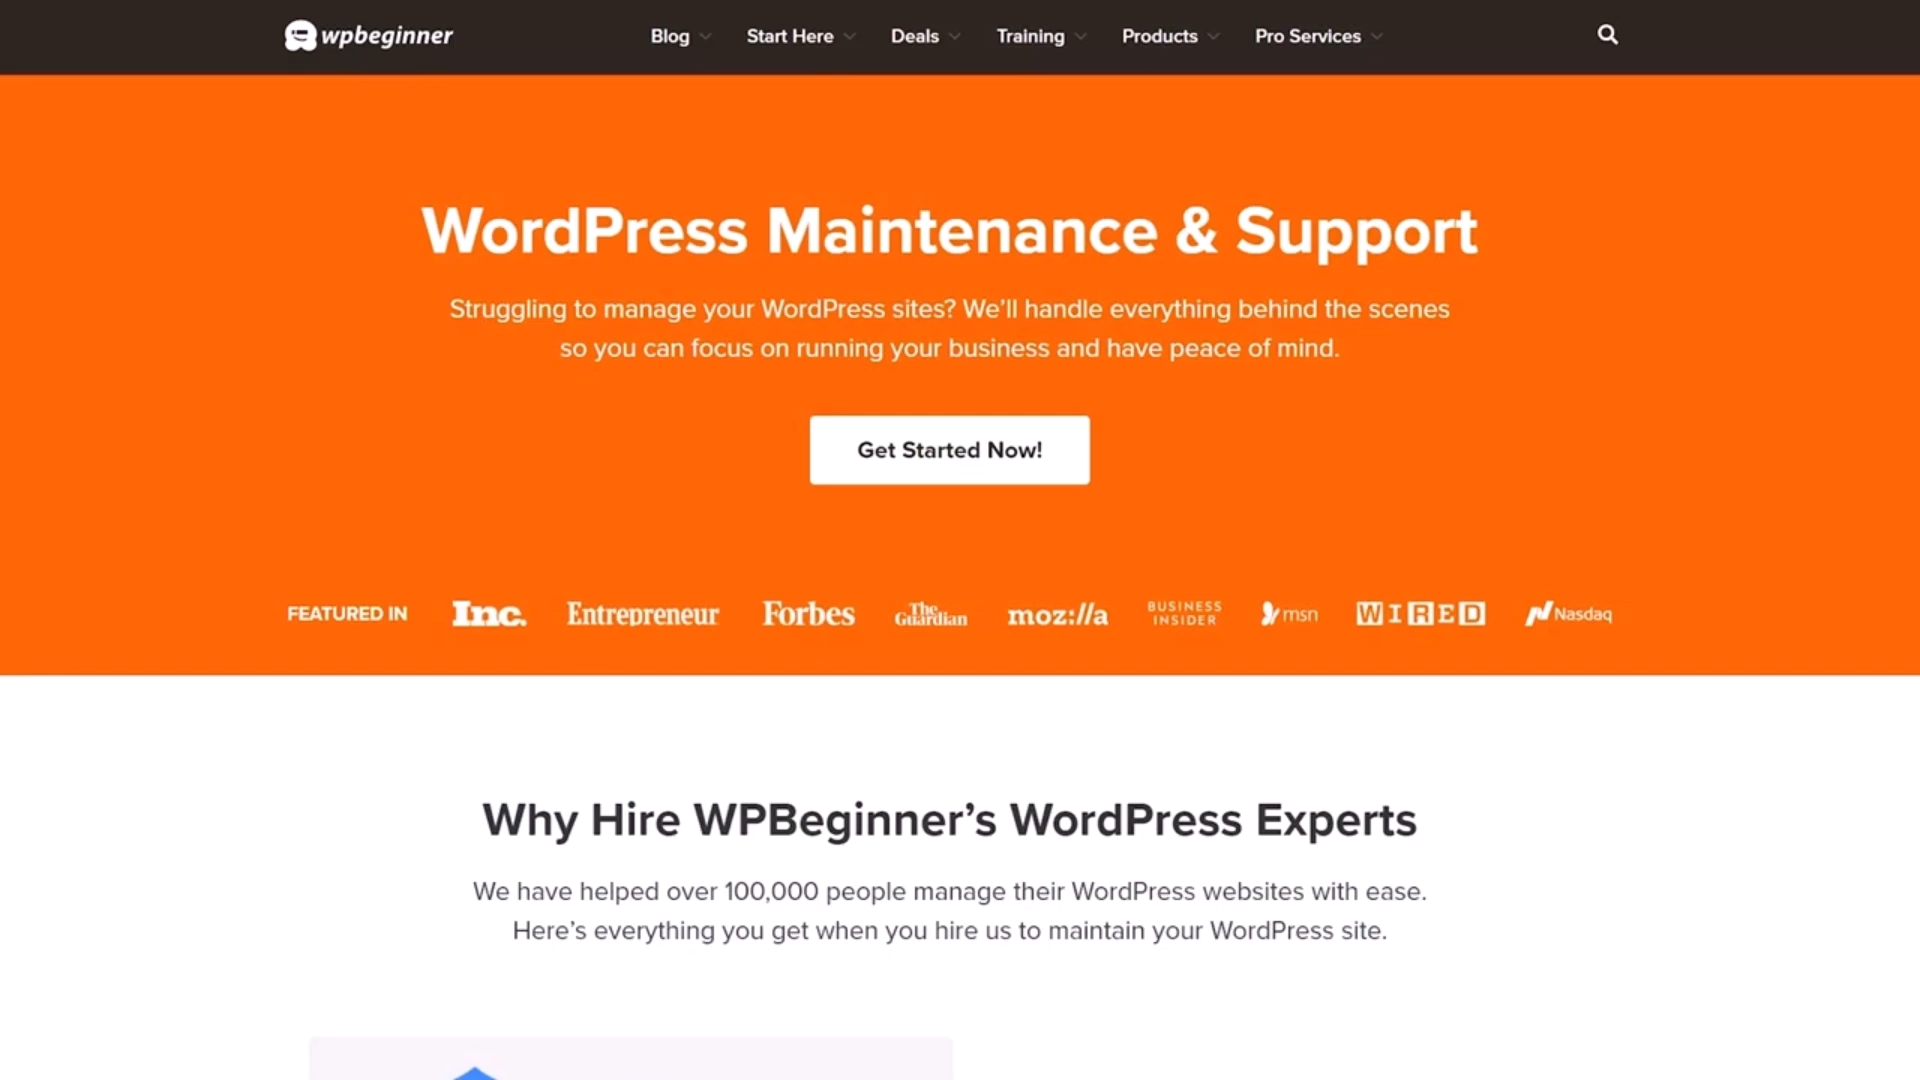 wpbeginner
Blog
Start Here
Deals
Training
Products
Pro Services
WordPress Maintenance & Support
Struggling to manage your WordPress sites? We’ll handle everything behind the scenes
so you can focus on running your business and have peace of mind.
Get Started Now!
FEATURED IN
Inc.
Entrepreneur
Forbes
The
Guardian
moz://a
BUSINESS
INSIDER
msn
WIRED
Nasdaq
Why Hire WPBeginner’s WordPress Experts
We have helped over 100,000 people manage their WordPress websites with ease.
Here’s everything you get when you hire us to maintain your WordPress site.